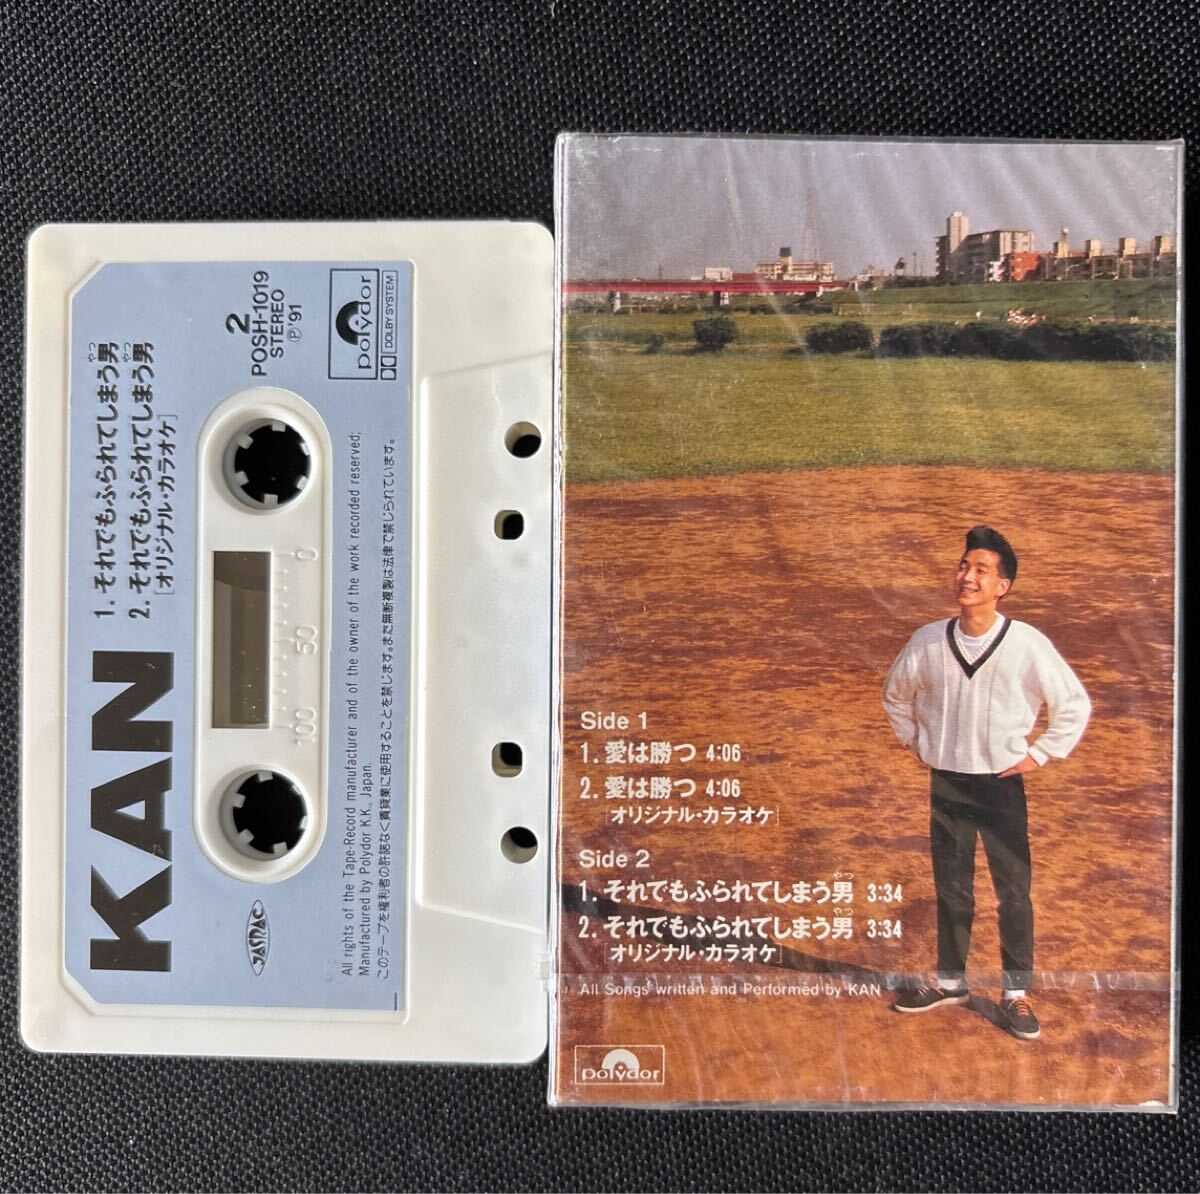 KAN
1. それでもふられてしまう男
やつ
2. それでもふられてしまう男
やつ
[オリジナル・カラオケ]
2
POSH-1019
STEREO
Ⓟ'91
polydor
DOLBY SYSTEM
0
50
100
JASRAC
All rights of the Tape-Record manufacturer and of the owner of the work recorded reserved;
Manufactured by Polydor K.K., Japan.
このテープを権利者の許諾なく賃貸業に使用することを禁じます。また無断複製は法律で禁じられています。
Side 1
1. 愛は勝つ 4:06
2. 愛は勝つ 4:06
[オリジナル・カラオケ]
Side 2
1. それでもふられてしまう男 3:34
やつ
2. それでもふられてしまう男 3:34
やつ
[オリジナル・カラオケ]
All Songs written and Performed by KAN
polydor